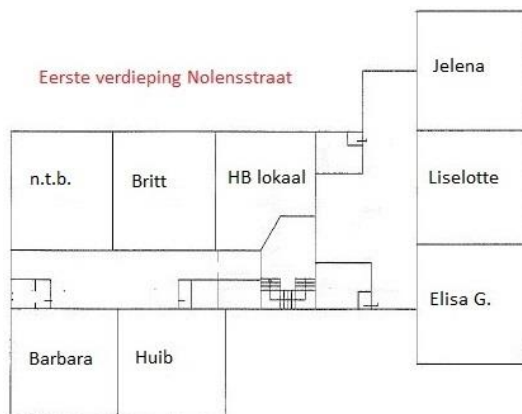 Eerste verdieping Nolensstraat
Jelena
n.t.b.
Britt
HB lokaal
Liselotte
Elisa G.
Barbara
Huib